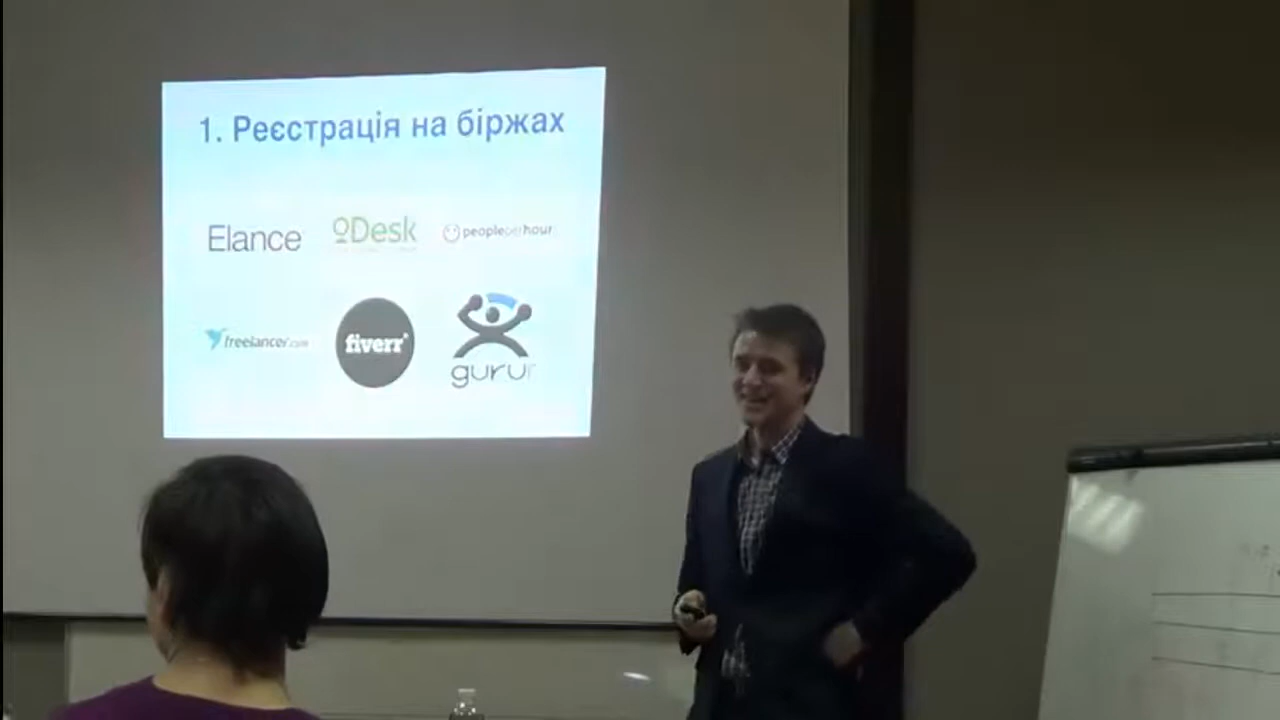 1. Реєстрація на біржах
Elance
oDesk
peopleperhour
freelancer.com
fiverr
guru